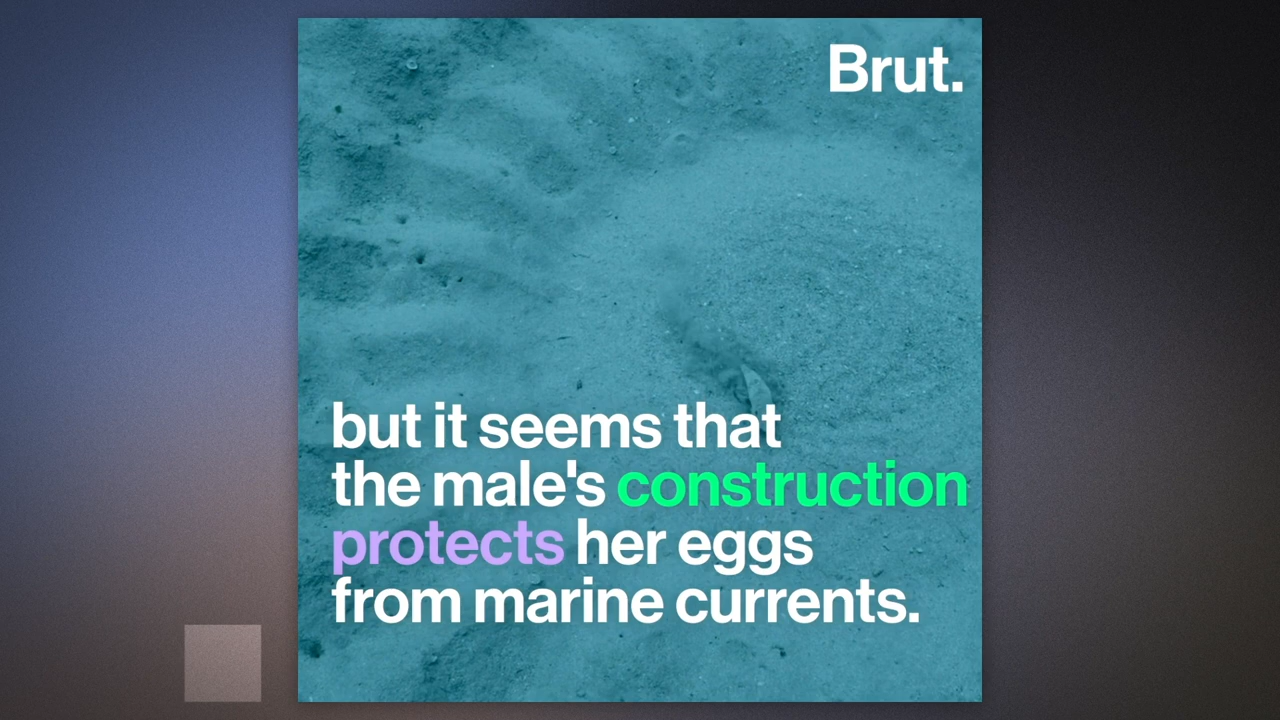 Brut.
but it seems that
the male's construction
protects her eggs
from marine currents.